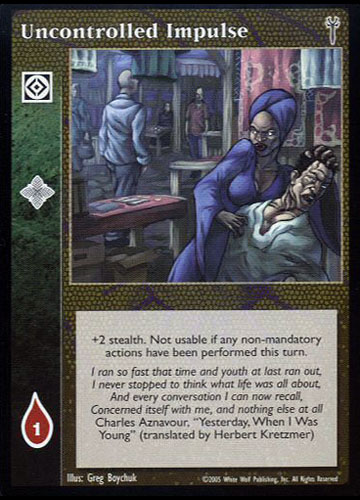 Uncontrolled Impulse
+2 stealth. Not usable if any non-mandatory
actions have been performed this turn.
I ran so fast that time and youth at last ran out,
I never stopped to think what life was all about,
And every conversation I can now recall,
Concerned itself with me, and nothing else at all
Charles Aznavour, "Yesterday, When I Was
Young" (translated by Herbert Kretzmer)
1
Illus: Greg Boychuk
©2005 White Wolf Publishing, Inc. All Rights Reserved